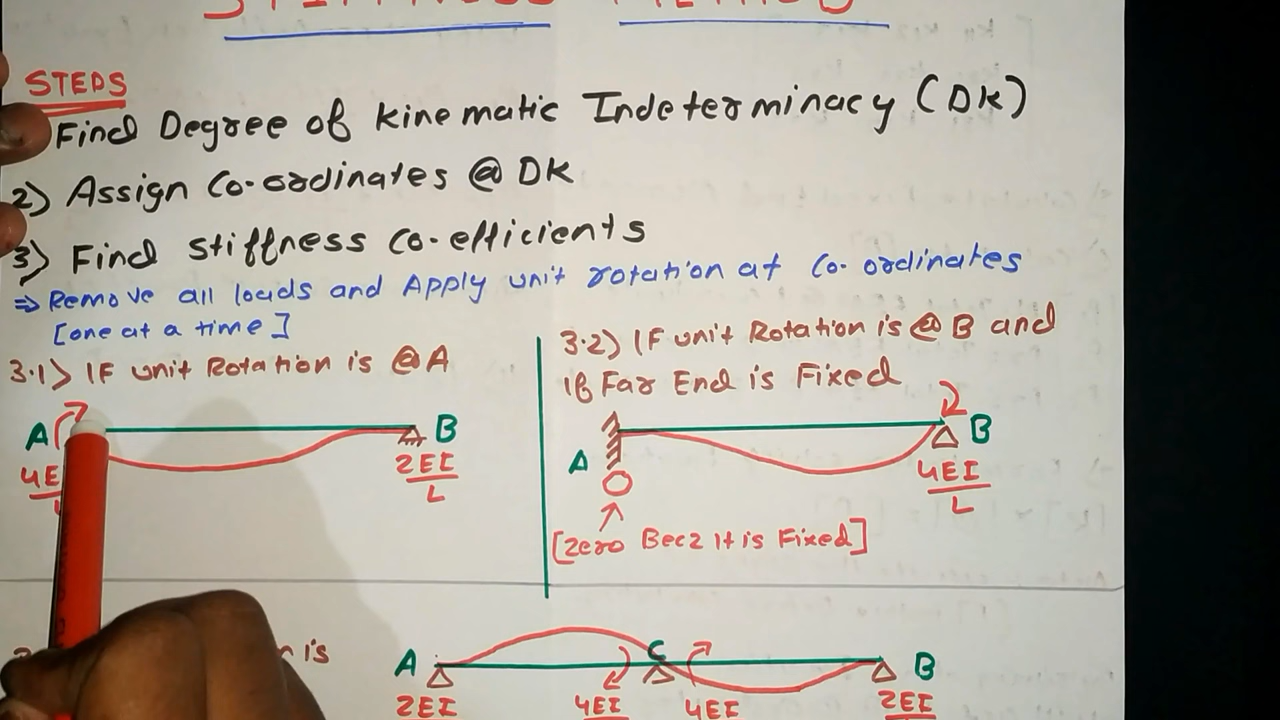 STEPS
Find Degree of kinematic Indeterminacy (DK)
2) Assign Co-ordinates @ DK
3) Find stiffness Co-efficients
⇒ Remove all loads and Apply unit rotation at Co-ordinates
[one at a time]
3.1) IF unit Rotation is @ A
A B
4E
2EI
L
3.2) IF unit Rotation is @ B and
If Far End is Fixed
A B
4EI
L
O
[Zero Becz it is Fixed]
is
A C B
2EI 4EI 4EI 2EI